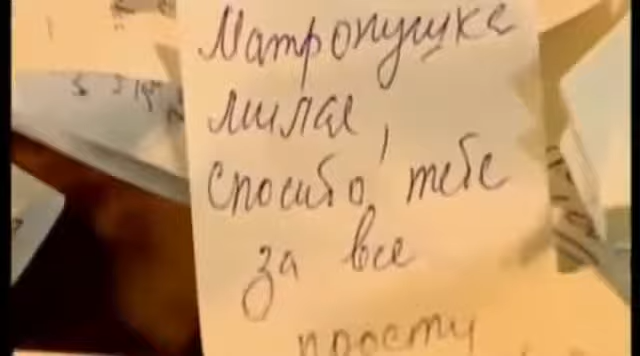 Матронушка
милая,
спасибо тебе
за все
прости